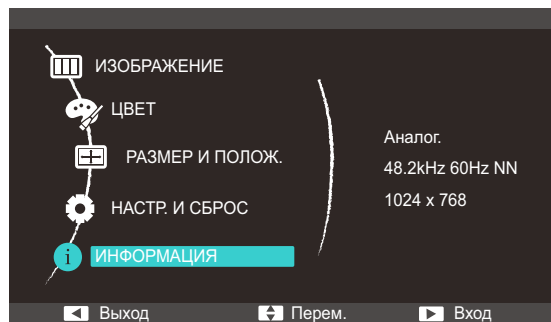 ИЗОБРАЖЕНИЕ
ЦВЕТ
РАЗМЕР И ПОЛОЖ.
НАСТР. И СБРОС
i ИНФОРМАЦИЯ
Аналог.
48.2kHz 60Hz NN
1024 x 768
Выход Перем. Вход